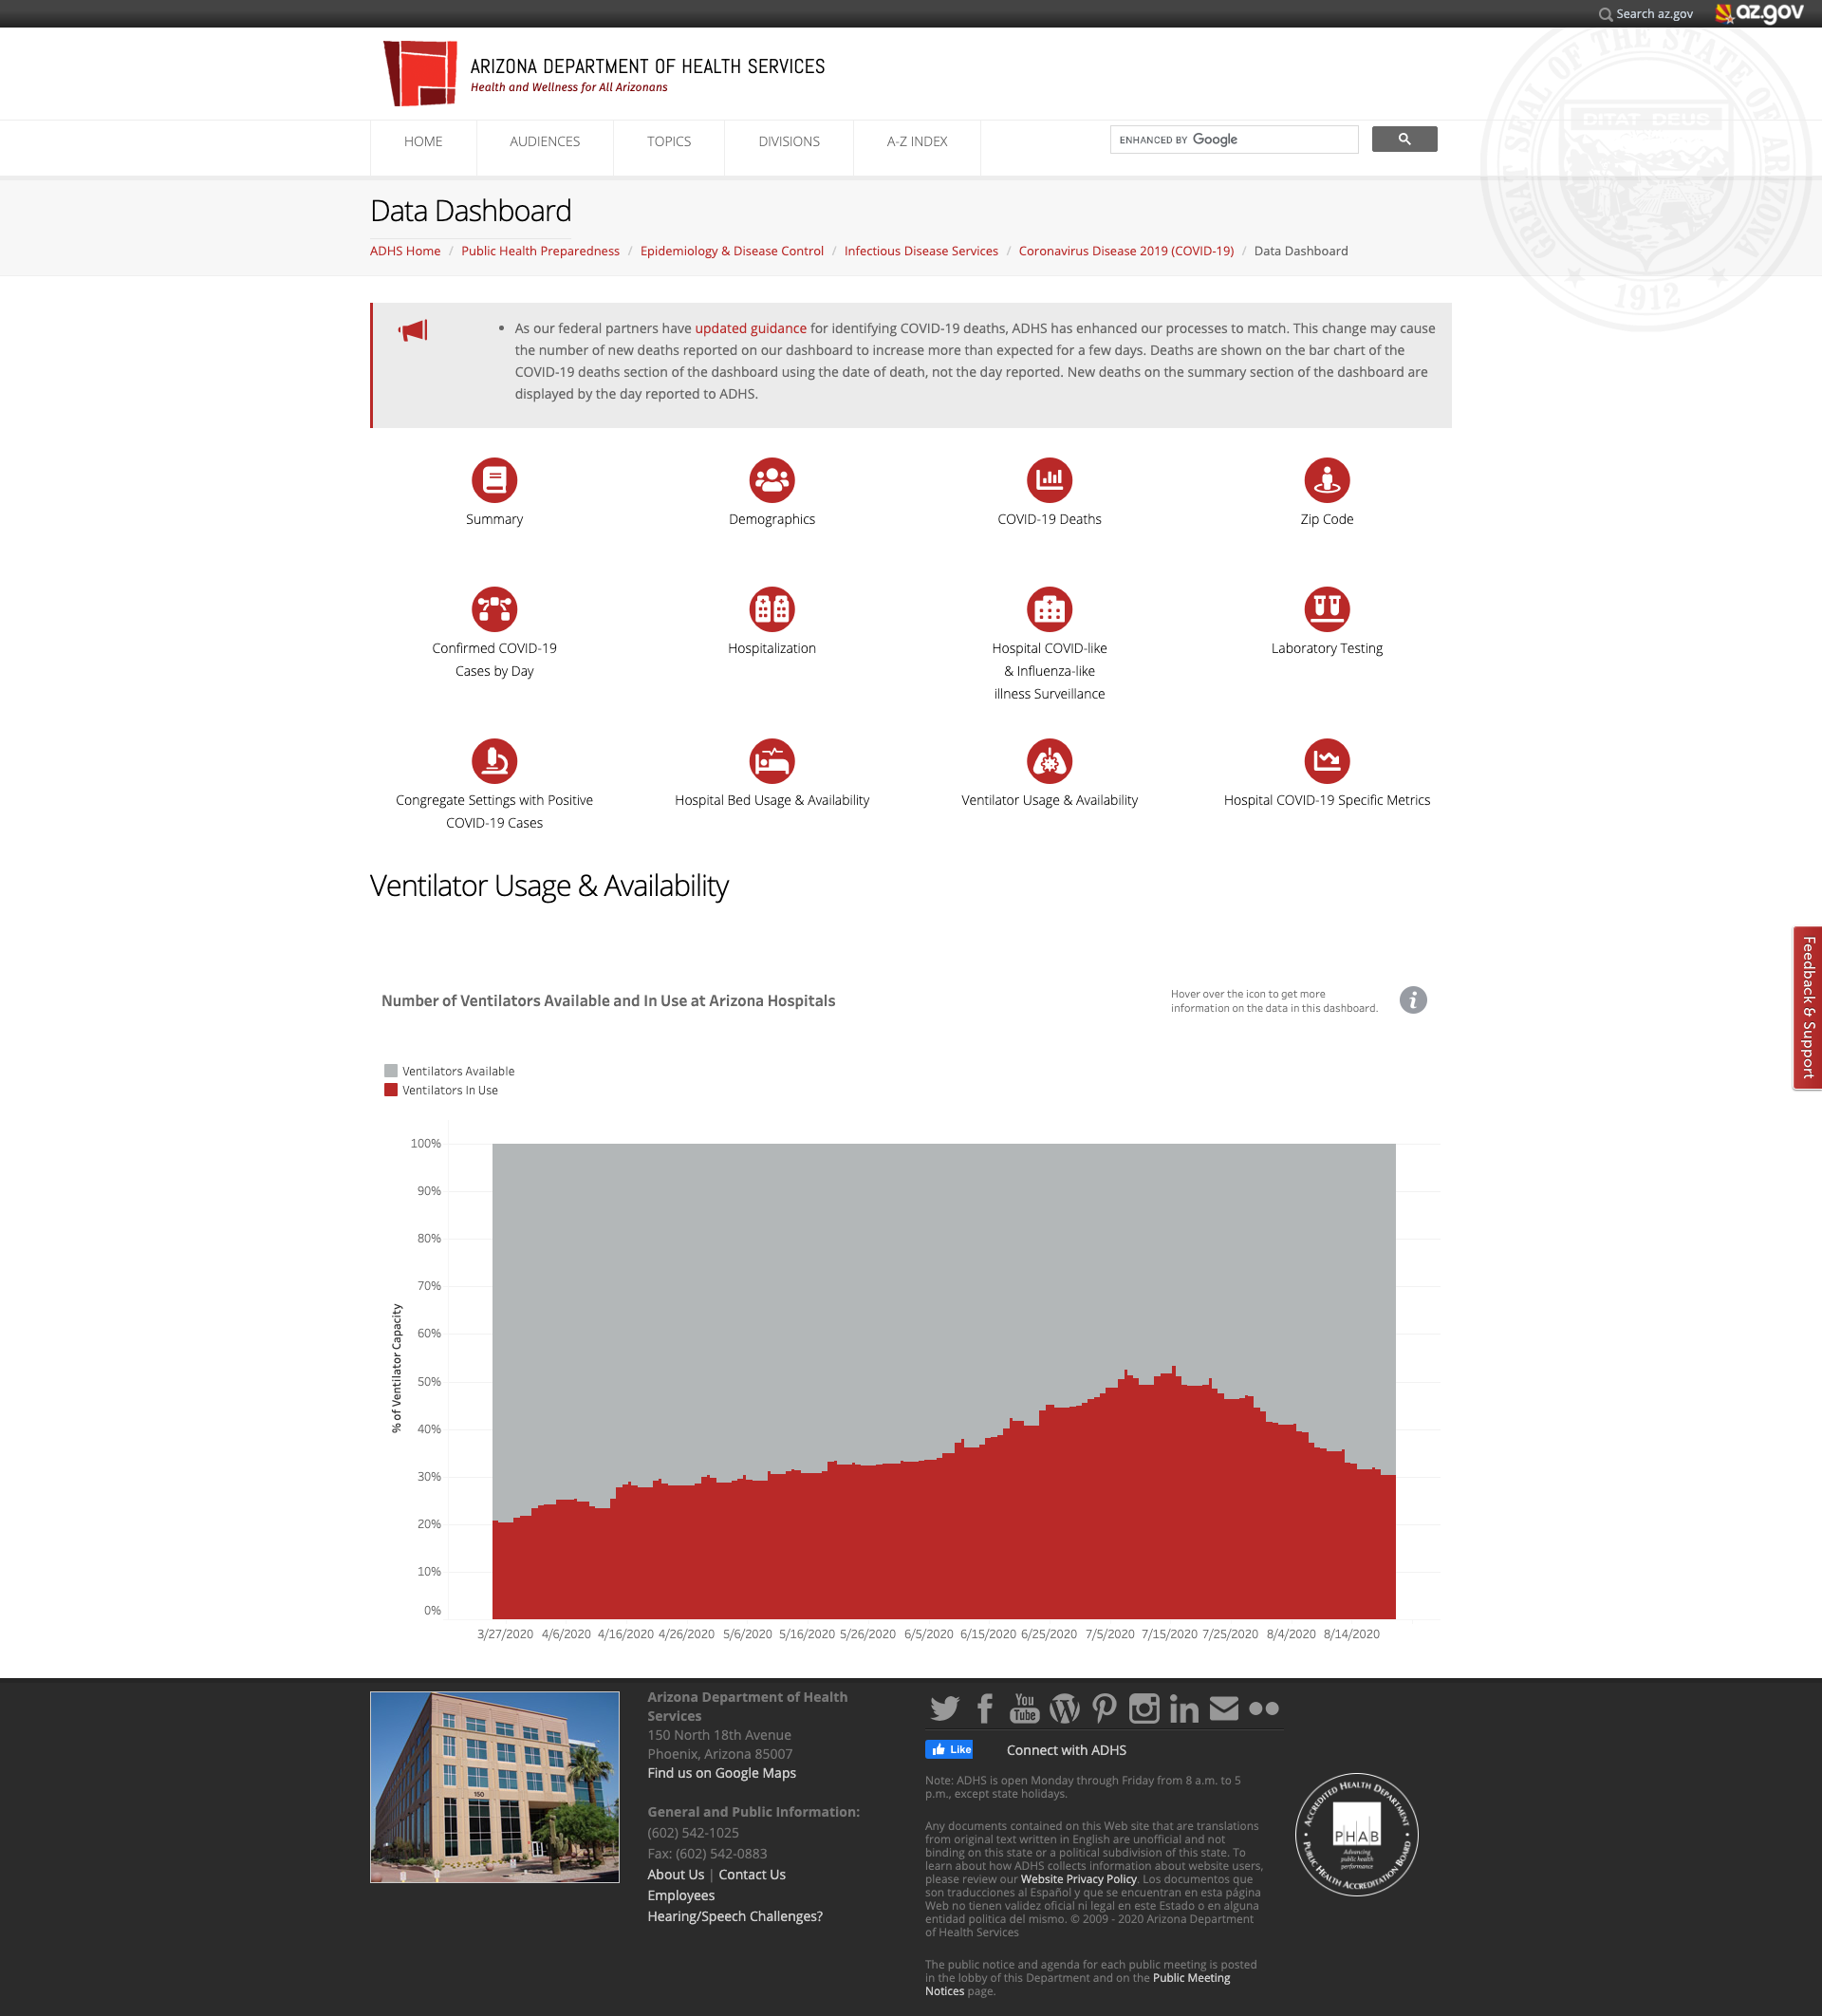 Search az.gov
az.gov
ARIZONA DEPARTMENT OF HEALTH SERVICES
Health and Wellness for All Arizonans
GREAT SEAL OF THE STATE OF ARIZONA
DITAT DEUS
1912
HOME
AUDIENCES
TOPICS
DIVISIONS
A-Z INDEX
ENHANCED BY Google
Data Dashboard
ADHS Home / Public Health Preparedness / Epidemiology & Disease Control / Infectious Disease Services / Coronavirus Disease 2019 (COVID-19) / Data Dashboard
• As our federal partners have updated guidance for identifying COVID-19 deaths, ADHS has enhanced our processes to match. This change may cause
the number of new deaths reported on our dashboard to increase more than expected for a few days. Deaths are shown on the bar chart of the
COVID-19 deaths section of the dashboard using the date of death, not the day reported. New deaths on the summary section of the dashboard are
displayed by the day reported to ADHS.
Summary
Demographics
COVID-19 Deaths
Zip Code
Confirmed COVID-19
Cases by Day
Hospitalization
Hospital COVID-like
& Influenza-like
illness Surveillance
Laboratory Testing
Congregate Settings with Positive
COVID-19 Cases
Hospital Bed Usage & Availability
Ventilator Usage & Availability
Hospital COVID-19 Specific Metrics
Ventilator Usage & Availability
Feedback & Support
Number of Ventilators Available and In Use at Arizona Hospitals
Hover over the icon to get more
information on the data in this dashboard.
i
Ventilators Available
Ventilators In Use
% of Ventilator Capacity
100%
90%
80%
70%
60%
50%
40%
30%
20%
10%
0%
3/27/2020 4/6/2020 4/16/2020 4/26/2020 5/6/2020 5/16/2020 5/26/2020 6/5/2020 6/15/2020 6/25/2020 7/5/2020 7/15/2020 7/25/2020 8/4/2020 8/14/2020
150
Arizona Department of Health
Services
150 North 18th Avenue
Phoenix, Arizona 85007
Find us on Google Maps
General and Public Information:
(602) 542-1025
Fax: (602) 542-0883
About Us | Contact Us
Employees
Hearing/Speech Challenges?
You
Tube
Like
Connect with ADHS
Note: ADHS is open Monday through Friday from 8 a.m. to 5
p.m., except state holidays.
Any documents contained on this Web site that are translations
from original text written in English are unofficial and not
binding on this state or a political subdivision of this state. To
learn about how ADHS collects information about website users,
please review our Website Privacy Policy. Los documentos que
son traducciones al Español y que se encuentran en esta página
Web no tienen validez oficial ni legal en este Estado o en alguna
entidad politica del mismo. © 2009 - 2020 Arizona Department
of Health Services
The public notice and agenda for each public meeting is posted
in the lobby of this Department and on the Public Meeting
Notices page.
ACCREDITED HEALTH DEPARTMENT
PHAB
Advancing
public health
performance
PUBLIC HEALTH ACCREDITATION BOARD